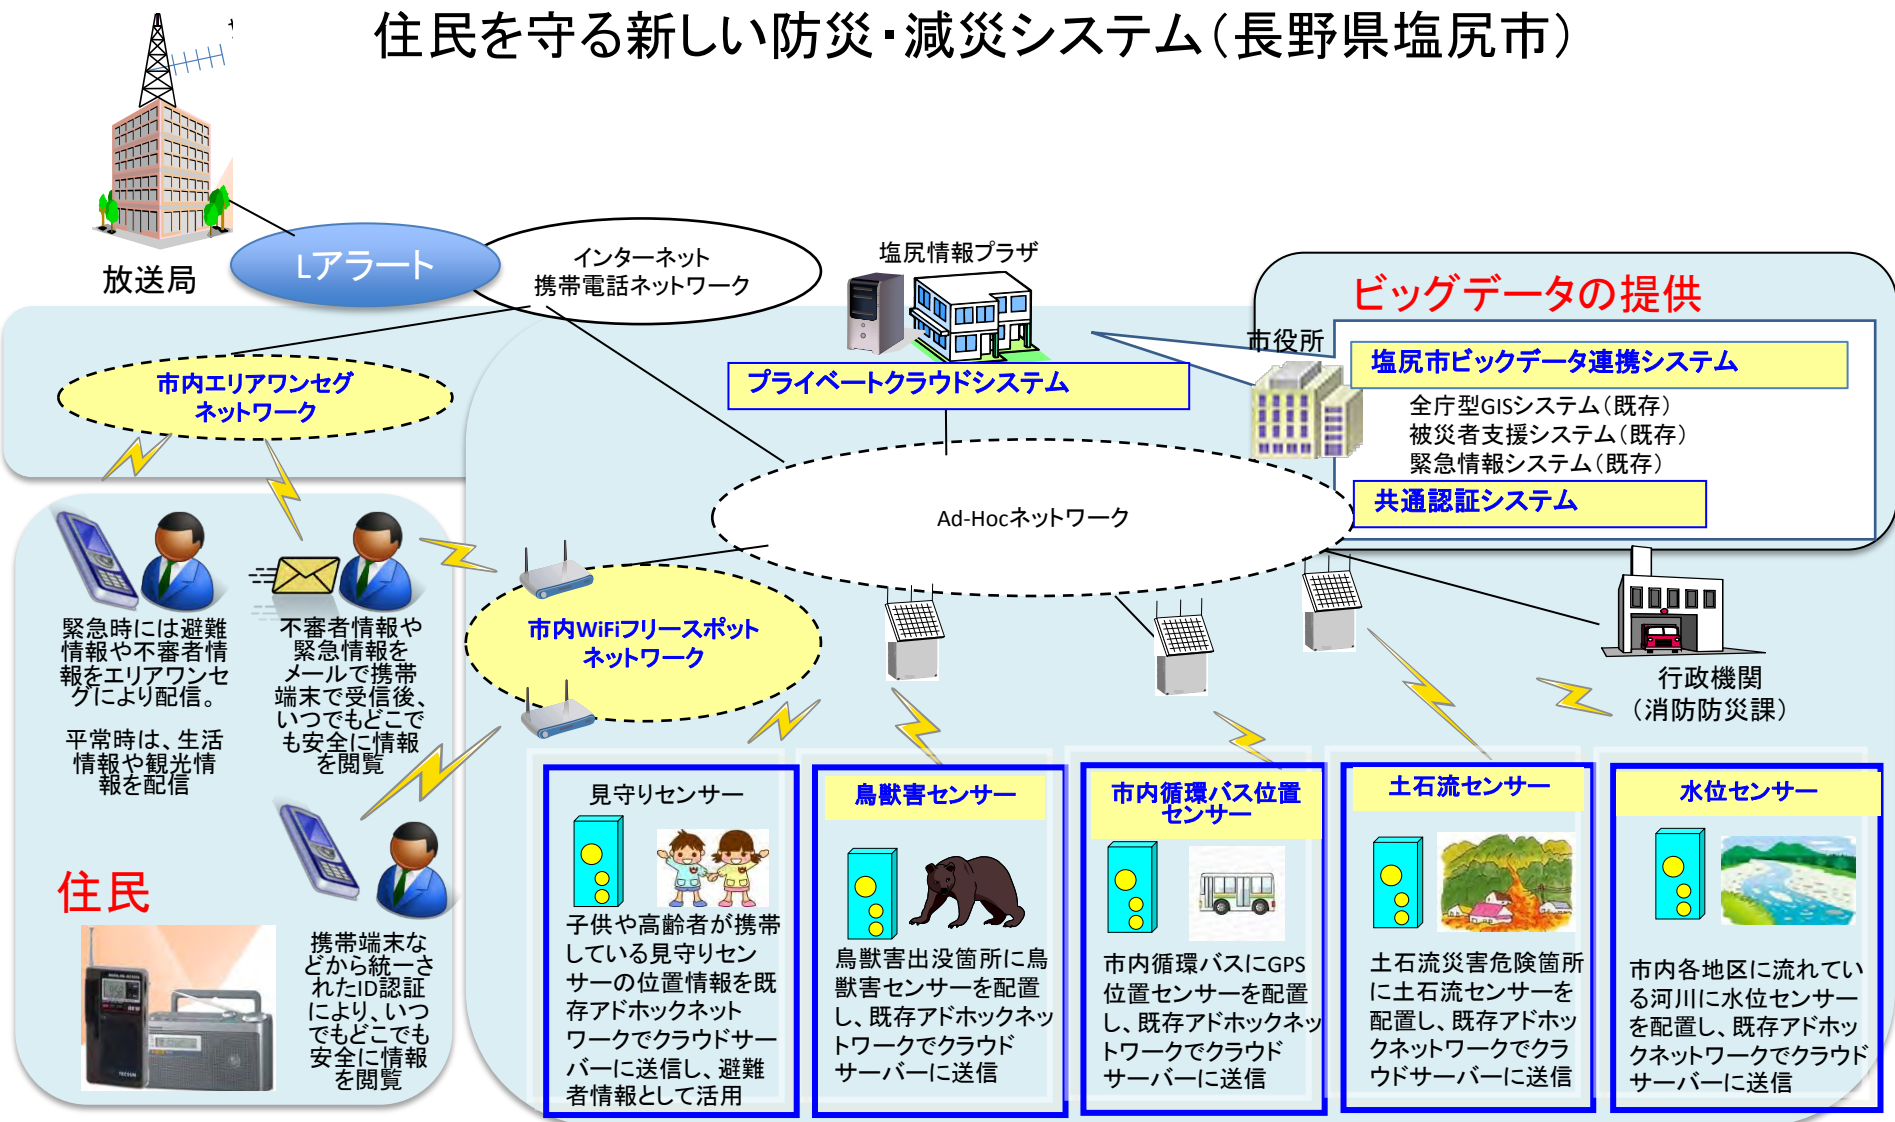 住民を守る新しい防災・減災システム（長野県塩尻市）
放送局
Lアラート
インターネット
携帯電話ネットワーク
塩尻情報プラザ
プライベートクラウドシステム
ビッグデータの提供
市役所
塩尻市ビックデータ連携システム
全庁型GISシステム（既存）
被災者支援システム（既存）
緊急情報システム（既存）
共通認証システム
市内エリアワンセグ
ネットワーク
Ad-Hocネットワーク
市内WiFiフリースポット
ネットワーク
行政機関
（消防防災課）
緊急時には避難
情報や不審者情
報をエリアワンセ
グにより配信。
平常時は、生活
情報や観光情
報を配信
不審者情報や
緊急情報を
メールで携帯
端末で受信後、
いつでもどこで
も安全に情報
を閲覧
住民
携帯端末な
どから統一さ
れたID認証
により、いつ
でもどこでも
安全に情報
を閲覧
見守りセンサー
子供や高齢者が携帯
している見守りセン
サーの位置情報を既
存アドホックネット
ワークでクラウドサー
バーに送信し、避難
者情報として活用
鳥獣害センサー
鳥獣害出没箇所に鳥
獣害センサーを配置
し、既存アドホックネッ
トワークでクラウド
サーバーに送信
市内循環バス位置
センサー
市内循環バスにGPS
位置センサーを配置
し、既存アドホックネッ
トワークでクラウド
サーバーに送信
土石流センサー
土石流災害危険箇所
に土石流センサーを
配置し、既存アドホッ
クネットワークでクラ
ウドサーバーに送信
水位センサー
市内各地区に流れてい
る河川に水位センサー
を配置し、既存アドホッ
クネットワークでクラウド
サーバーに送信
TECSUN